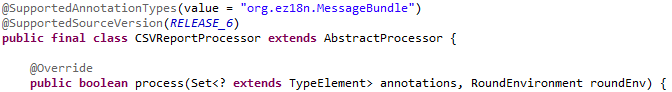 @SupportedAnnotationTypes(value = "org.ez18n.MessageBundle")
@SupportedSourceVersion(RELEASE_6)
public final class CSVReportProcessor extends AbstractProcessor {
@Override
public boolean process(Set<? extends TypeElement> annotations, RoundEnvironment roundEnv) {